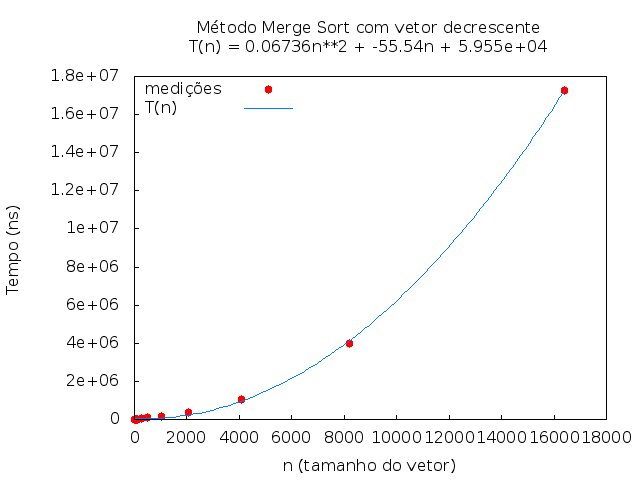 Método Merge Sort com vetor decrescente
T(n) = 0.06736n**2 + -55.54n + 5.955e+04
1.8e+07
1.6e+07
1.4e+07
1.2e+07
1e+07
8e+06
6e+06
4e+06
2e+06
0
Tempo (ns)
medições
T(n)
0 2000 4000 6000 8000 10000 12000 14000 16000 18000
n (tamanho do vetor)